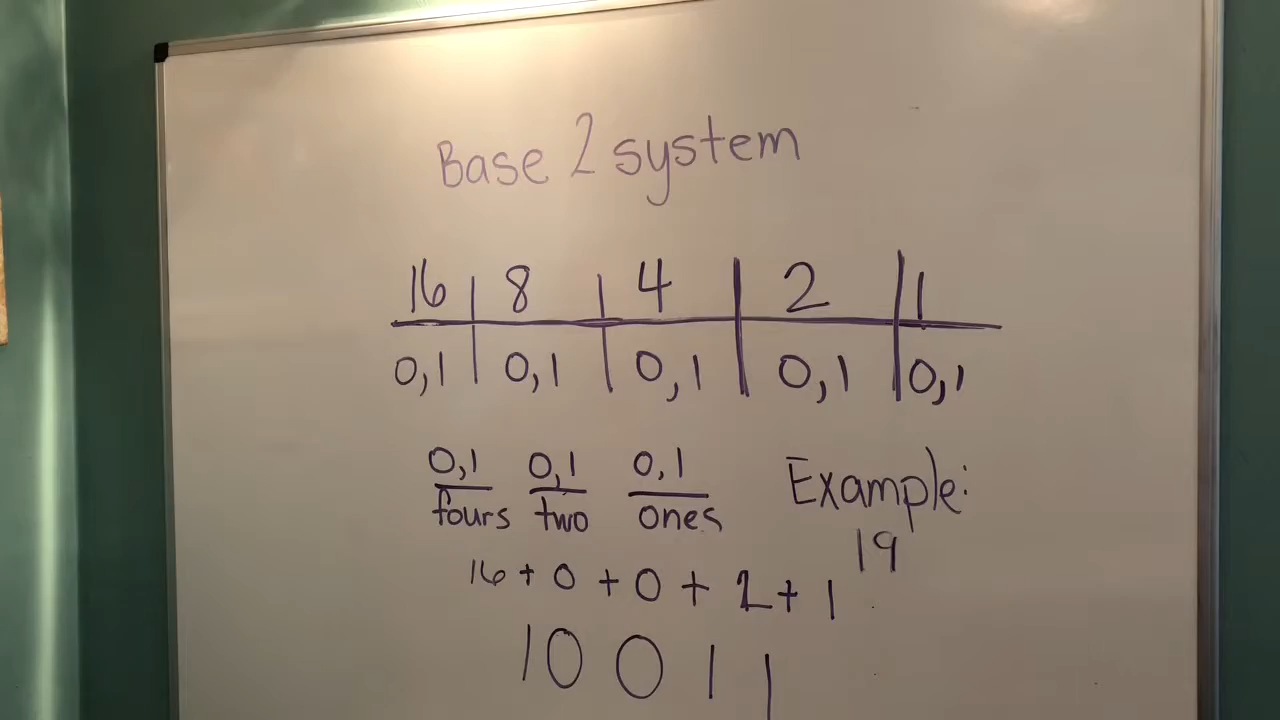 Base 2 system
16 8 4 2 1
0,1 0,1 0,1 0,1 0,1
0,1 0,1 0,1 Example:
fours two ones
19
16 + 0 + 0 + 2 + 1
1 0 0 1 1